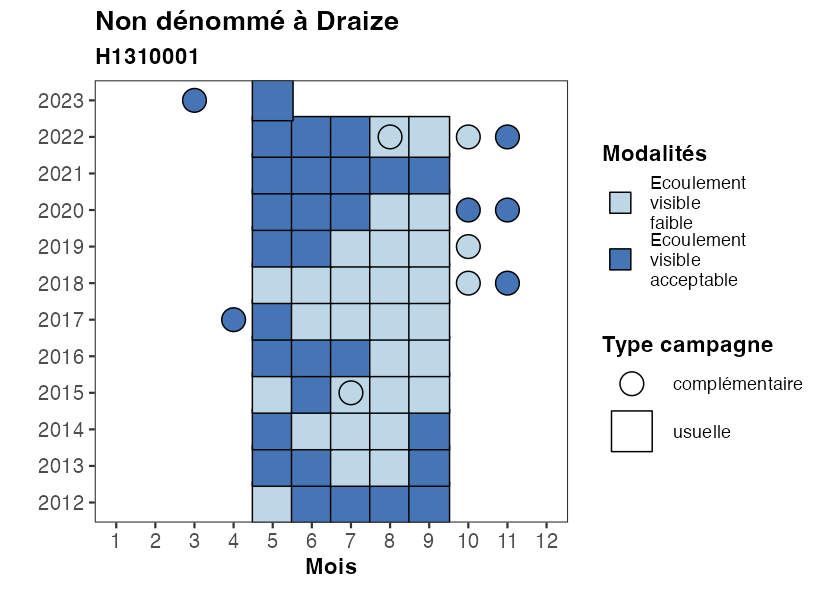 Non dénommé à Draize
H1310001
2023
2022
2021
2020
2019
2018
2017
2016
2015
2014
2013
2012
1 2 3 4 5 6 7 8 9 10 11 12
Mois
Modalités
Ecoulement
visible
faible
Ecoulement
visible
acceptable
Type campagne
complémentaire
usuelle